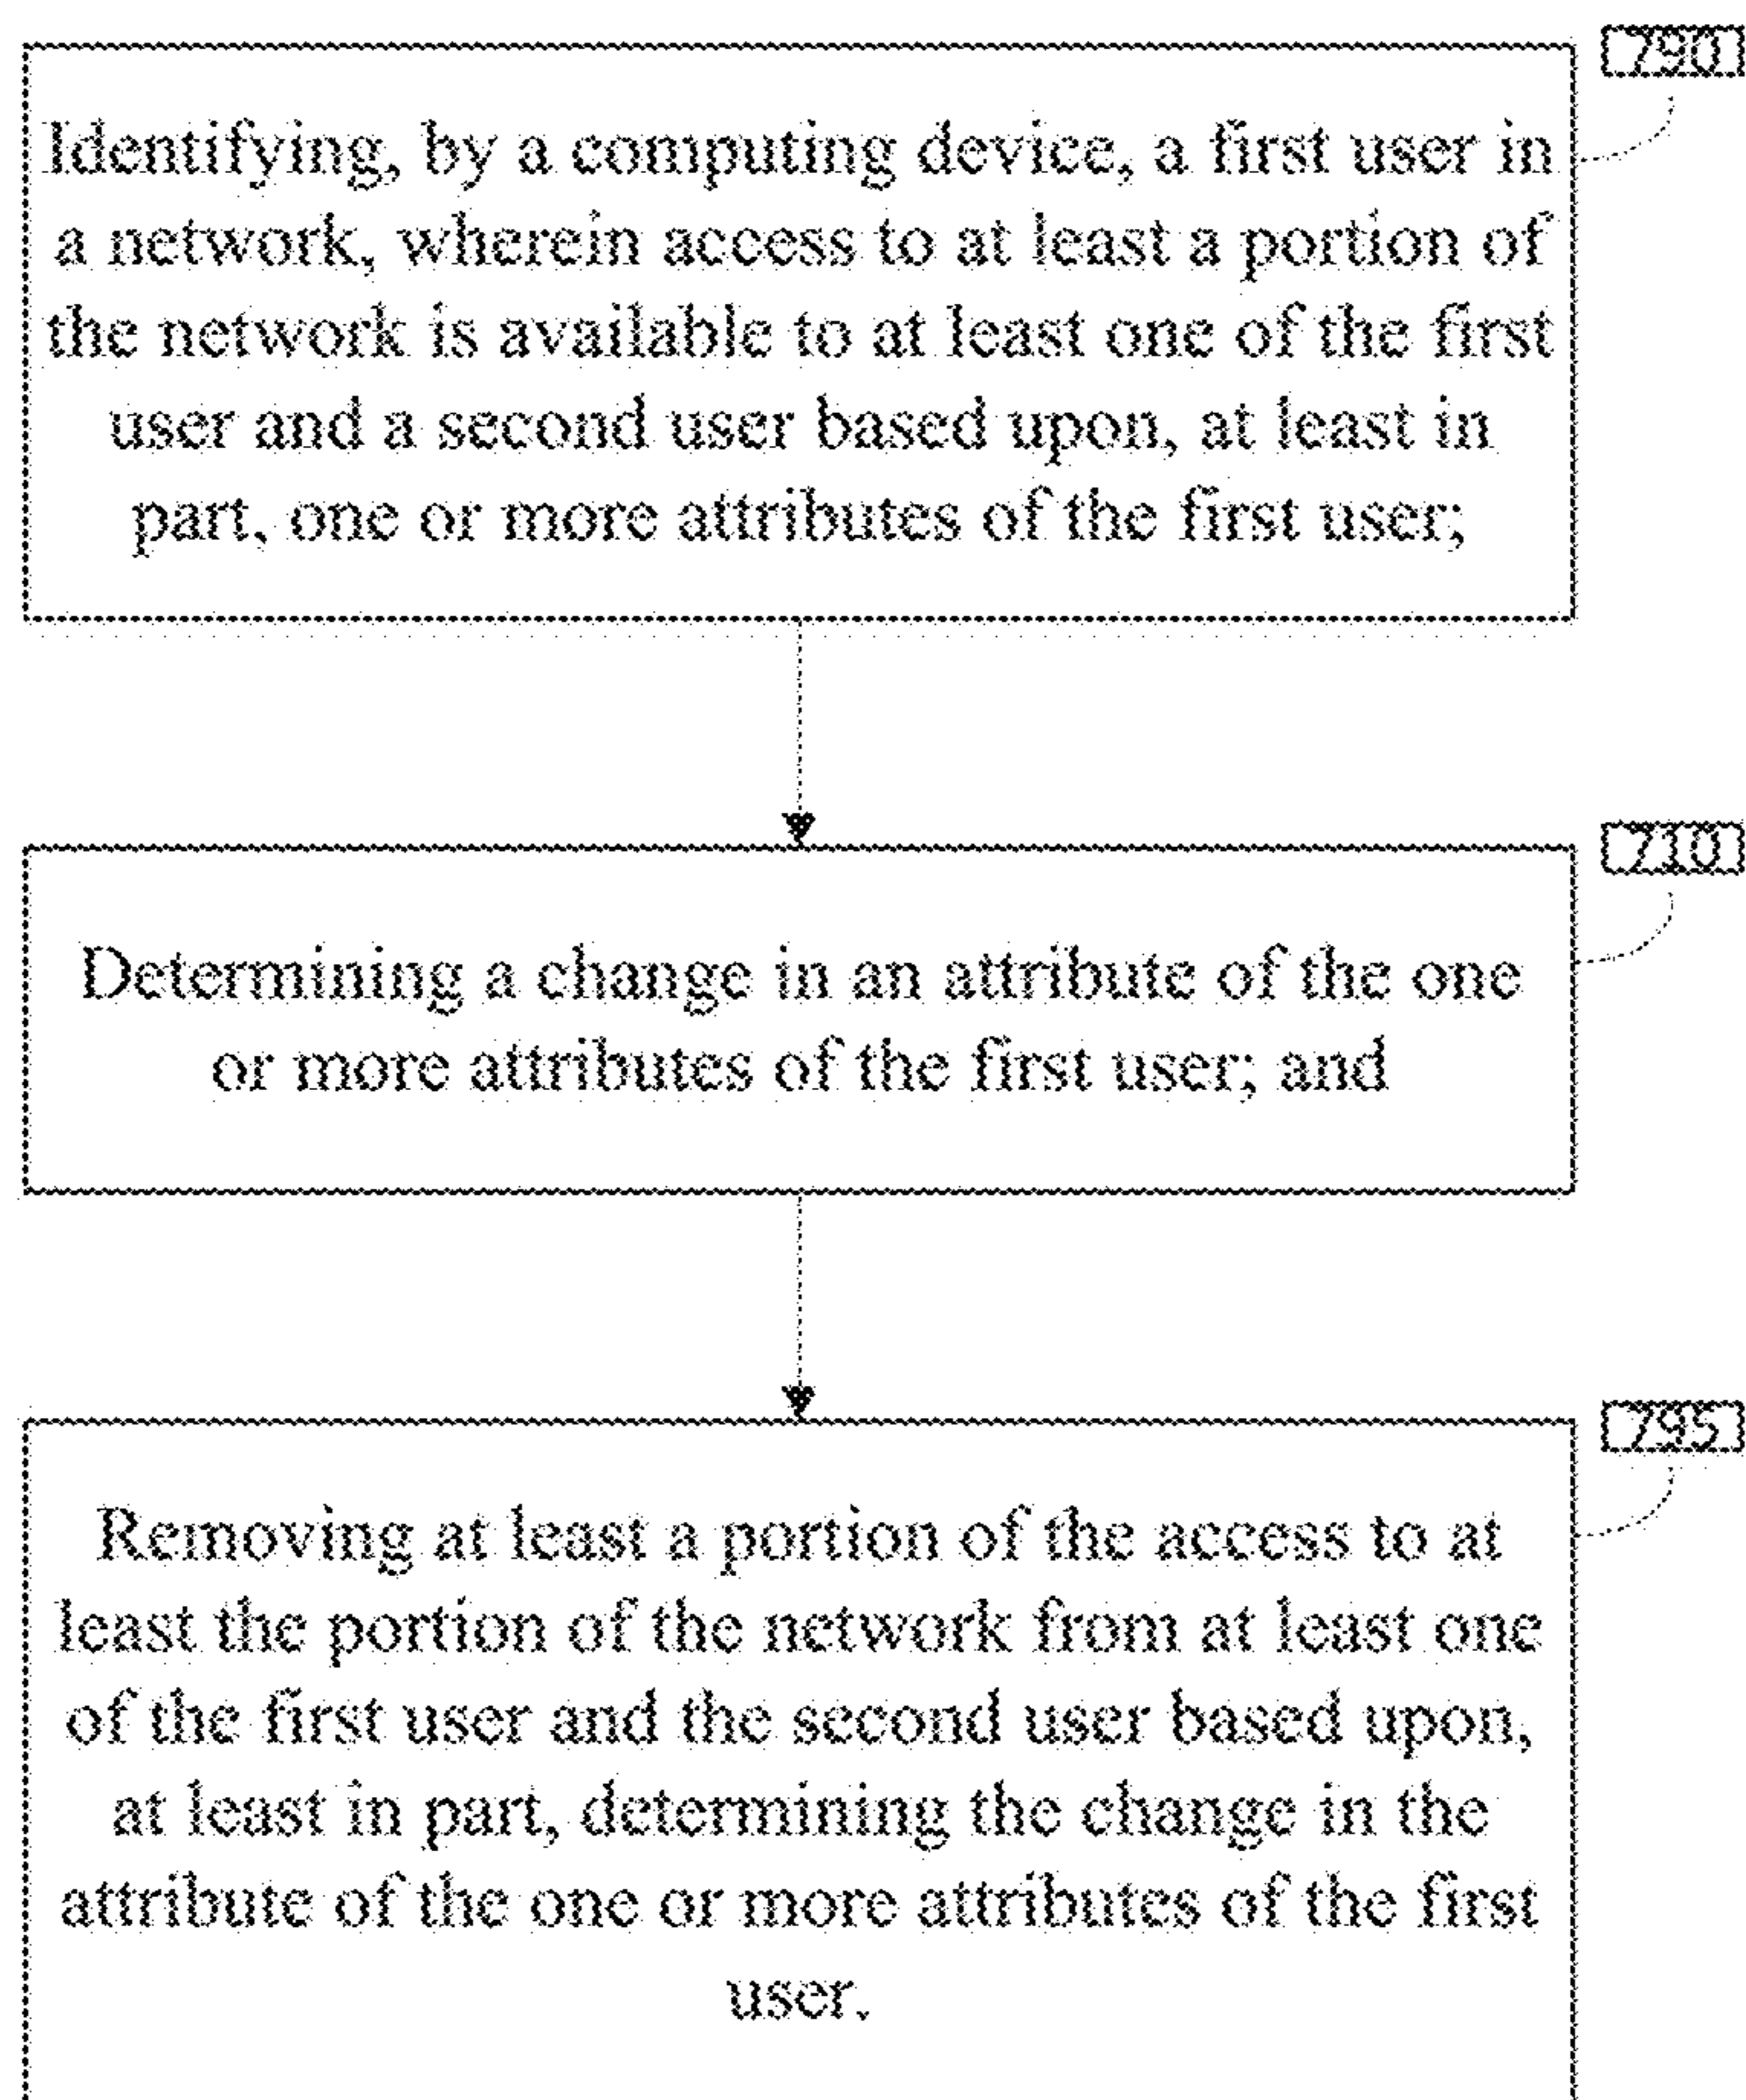 790
Identifying, by a computing device, a first user in
a network, wherein access to at least a portion of
the network is available to at least one of the first
user and a second user based upon, at least in
part, one or more attributes of the first user;
710
Determining a change in an attribute of the one
or more attributes of the first user; and
795
Removing at least a portion of the access to at
least the portion of the network from at least one
of the first user and the second user based upon,
at least in part, determining the change in the
attribute of the one or more attributes of the first
user.